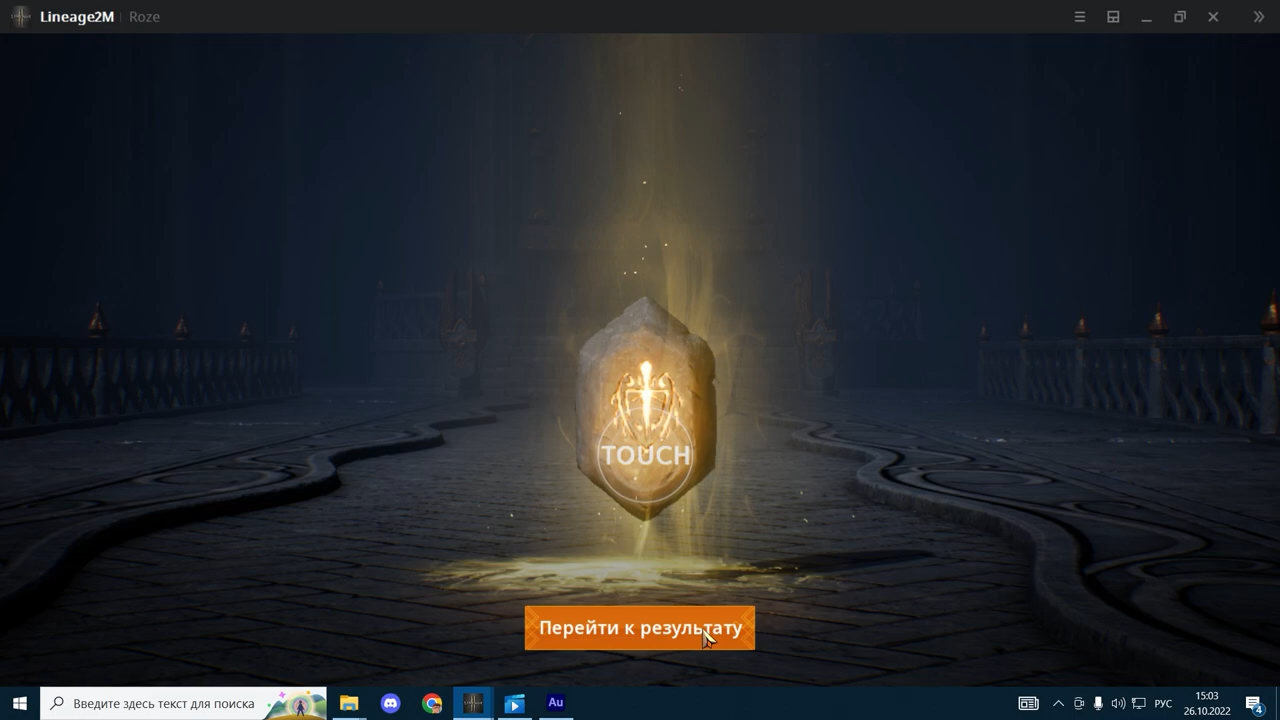 Lineage2M Roze
TOUCH
Перейти к результату
Введите здесь текст для поиска
Au
РУС
15:03
26.10.2022
4